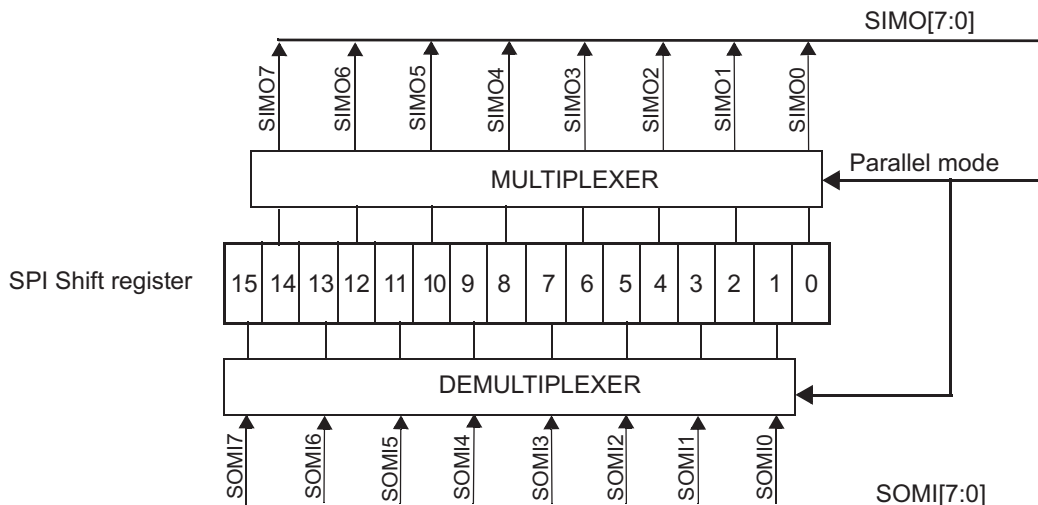 SIMO[7:0]
SIMO7 SIMO6 SIMO5 SIMO4 SIMO3 SIMO2 SIMO1 SIMO0
Parallel mode
MULTIPLEXER
SPI Shift register
15 14 13 12 11 10 9 8 7 6 5 4 3 2 1 0
DEMULTIPLEXER
SOMI7 SOMI6 SOMI5 SOMI4 SOMI3 SOMI2 SOMI1 SOMI0
SOMI[7:0]